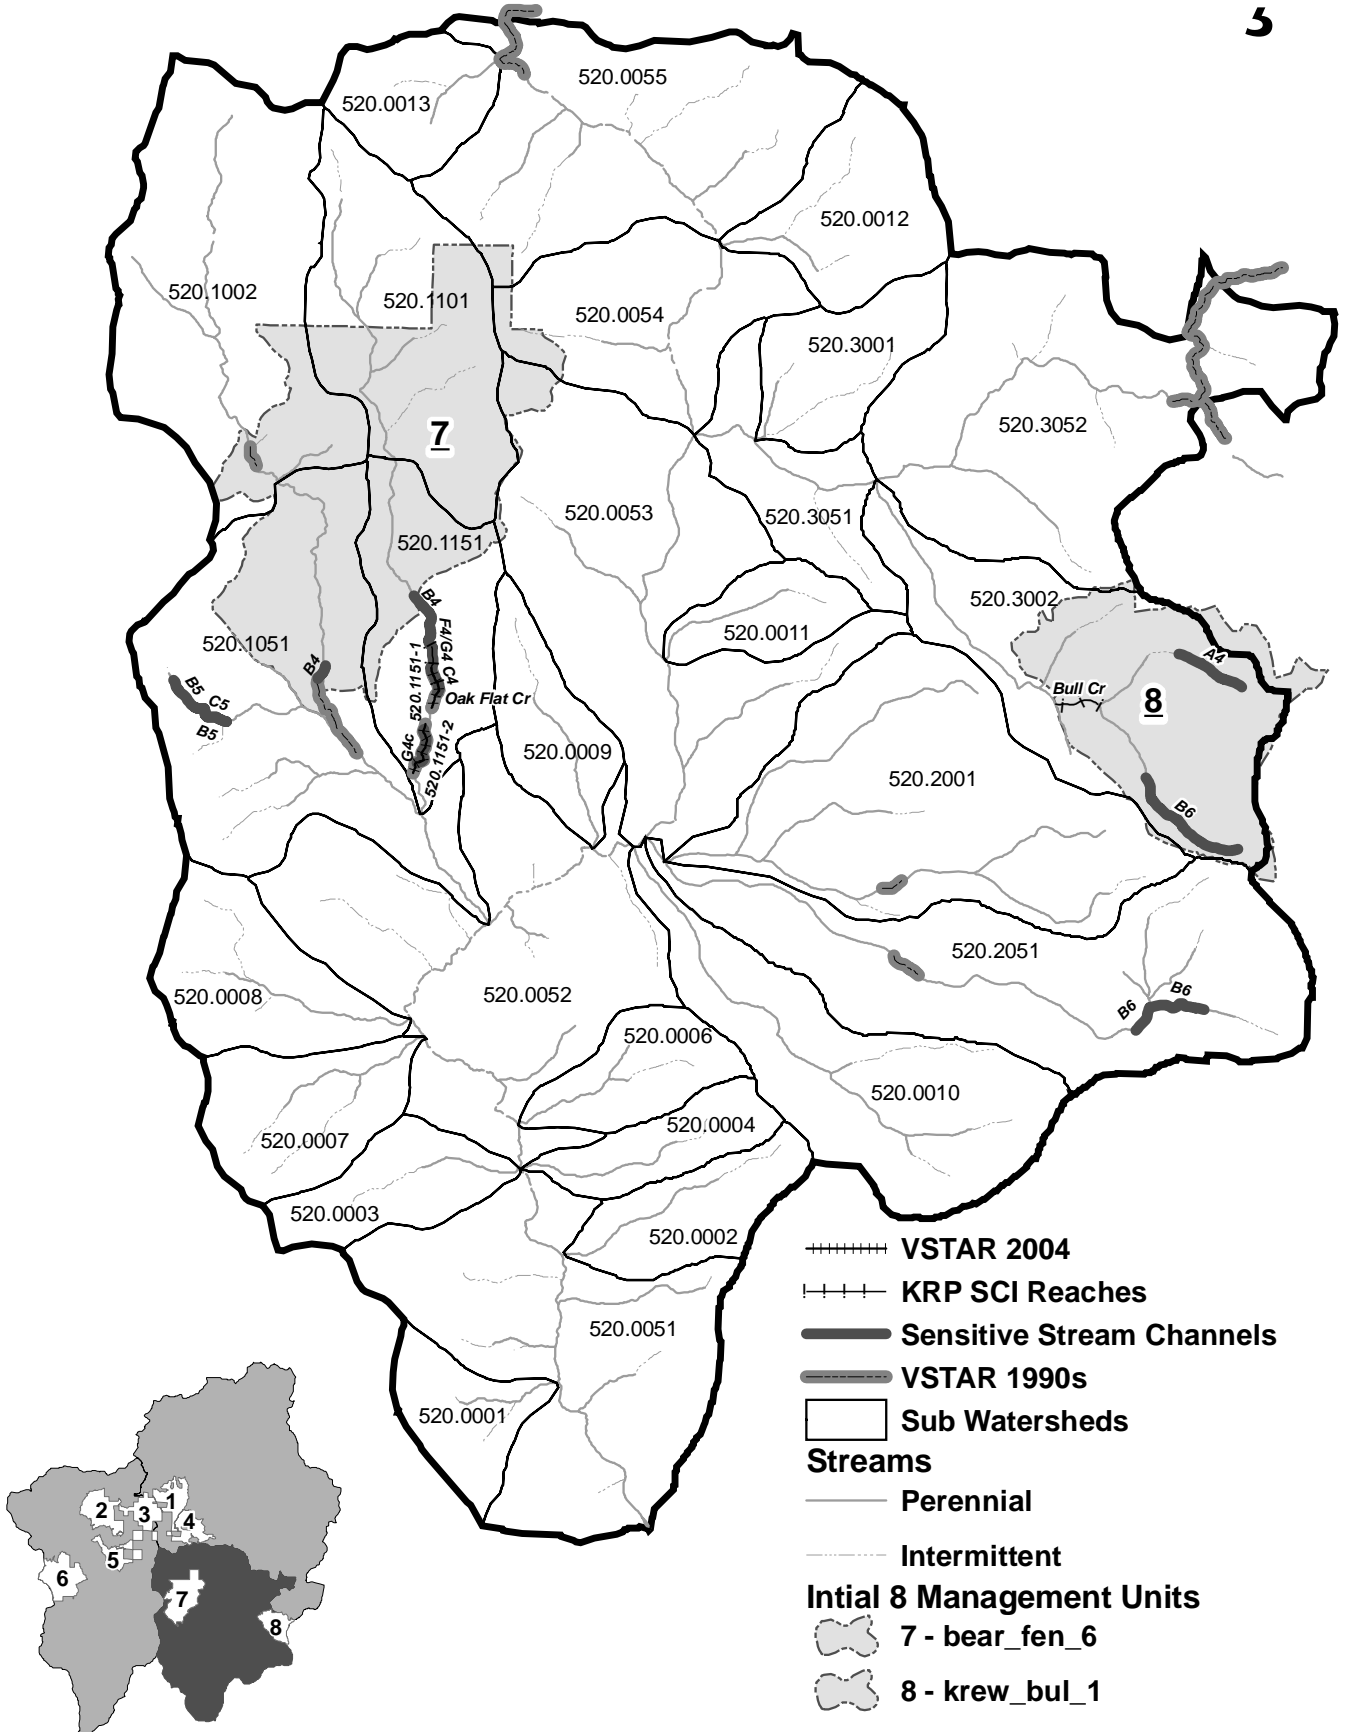 3
520.0055
520.0013
520.0012
520.1002
520.1101
520.0054
520.3001
520.3052
7
520.0053
520.3051
520.1151
520.3002
B4
520.0011
F4/G4
520.1051
520.1151-1
C4
B4
A4
Oak Flat Cr
Bull Cr
8
B5
C5
B5
G4c
520.1151-2
520.0009
520.2001
B6
520.2051
520.0008
520.0052
B6
B6
520.0006
520.0010
520.0004
520.0007
520.0003
520.0002
520.0051
520.0001
VSTAR 2004
KRP SCI Reaches
Sensitive Stream Channels
VSTAR 1990s
Sub Watersheds
Streams
Perennial
Intermittent
Intial 8 Management Units
7 - bear_fen_6
8 - krew_bul_1
1
2
3
4
5
6
7
8